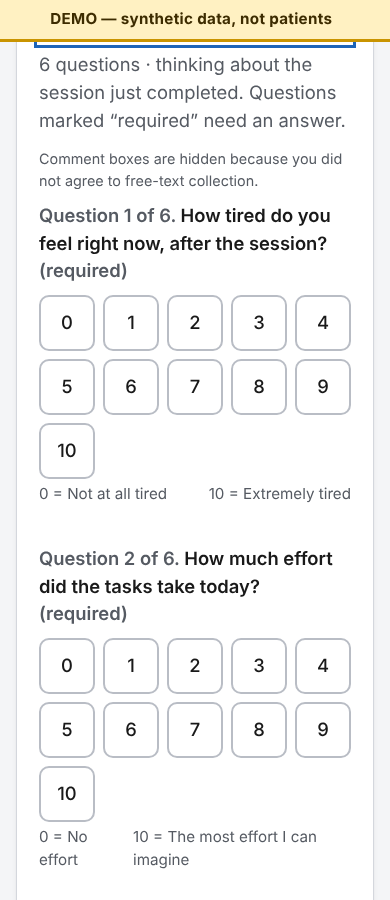 DEMO — synthetic data, not patients
6 questions · thinking about the
session just completed. Questions
marked “required” need an answer.
Comment boxes are hidden because you did
not agree to free-text collection.
Question 1 of 6. How tired do you
feel right now, after the session?
(required)
0 1 2 3 4
5 6 7 8 9
10
0 = Not at all tired 10 = Extremely tired
Question 2 of 6. How much effort
did the tasks take today?
(required)
0 1 2 3 4
5 6 7 8 9
10
0 = No 10 = The most effort I can
effort imagine